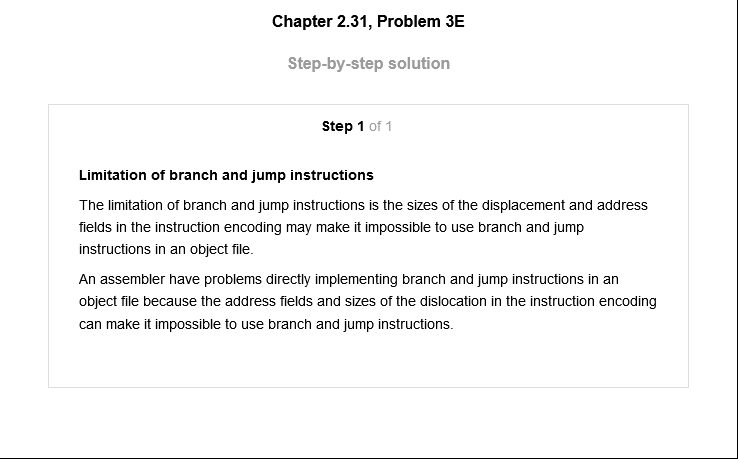 Chapter 2.31, Problem 3E
Step-by-step solution
Step 1 of 1
Limitation of branch and jump instructions
The limitation of branch and jump instructions is the sizes of the displacement and address
fields in the instruction encoding may make it impossible to use branch and jump
instructions in an object file.
An assembler have problems directly implementing branch and jump instructions in an
object file because the address fields and sizes of the dislocation in the instruction encoding
can make it impossible to use branch and jump instructions.